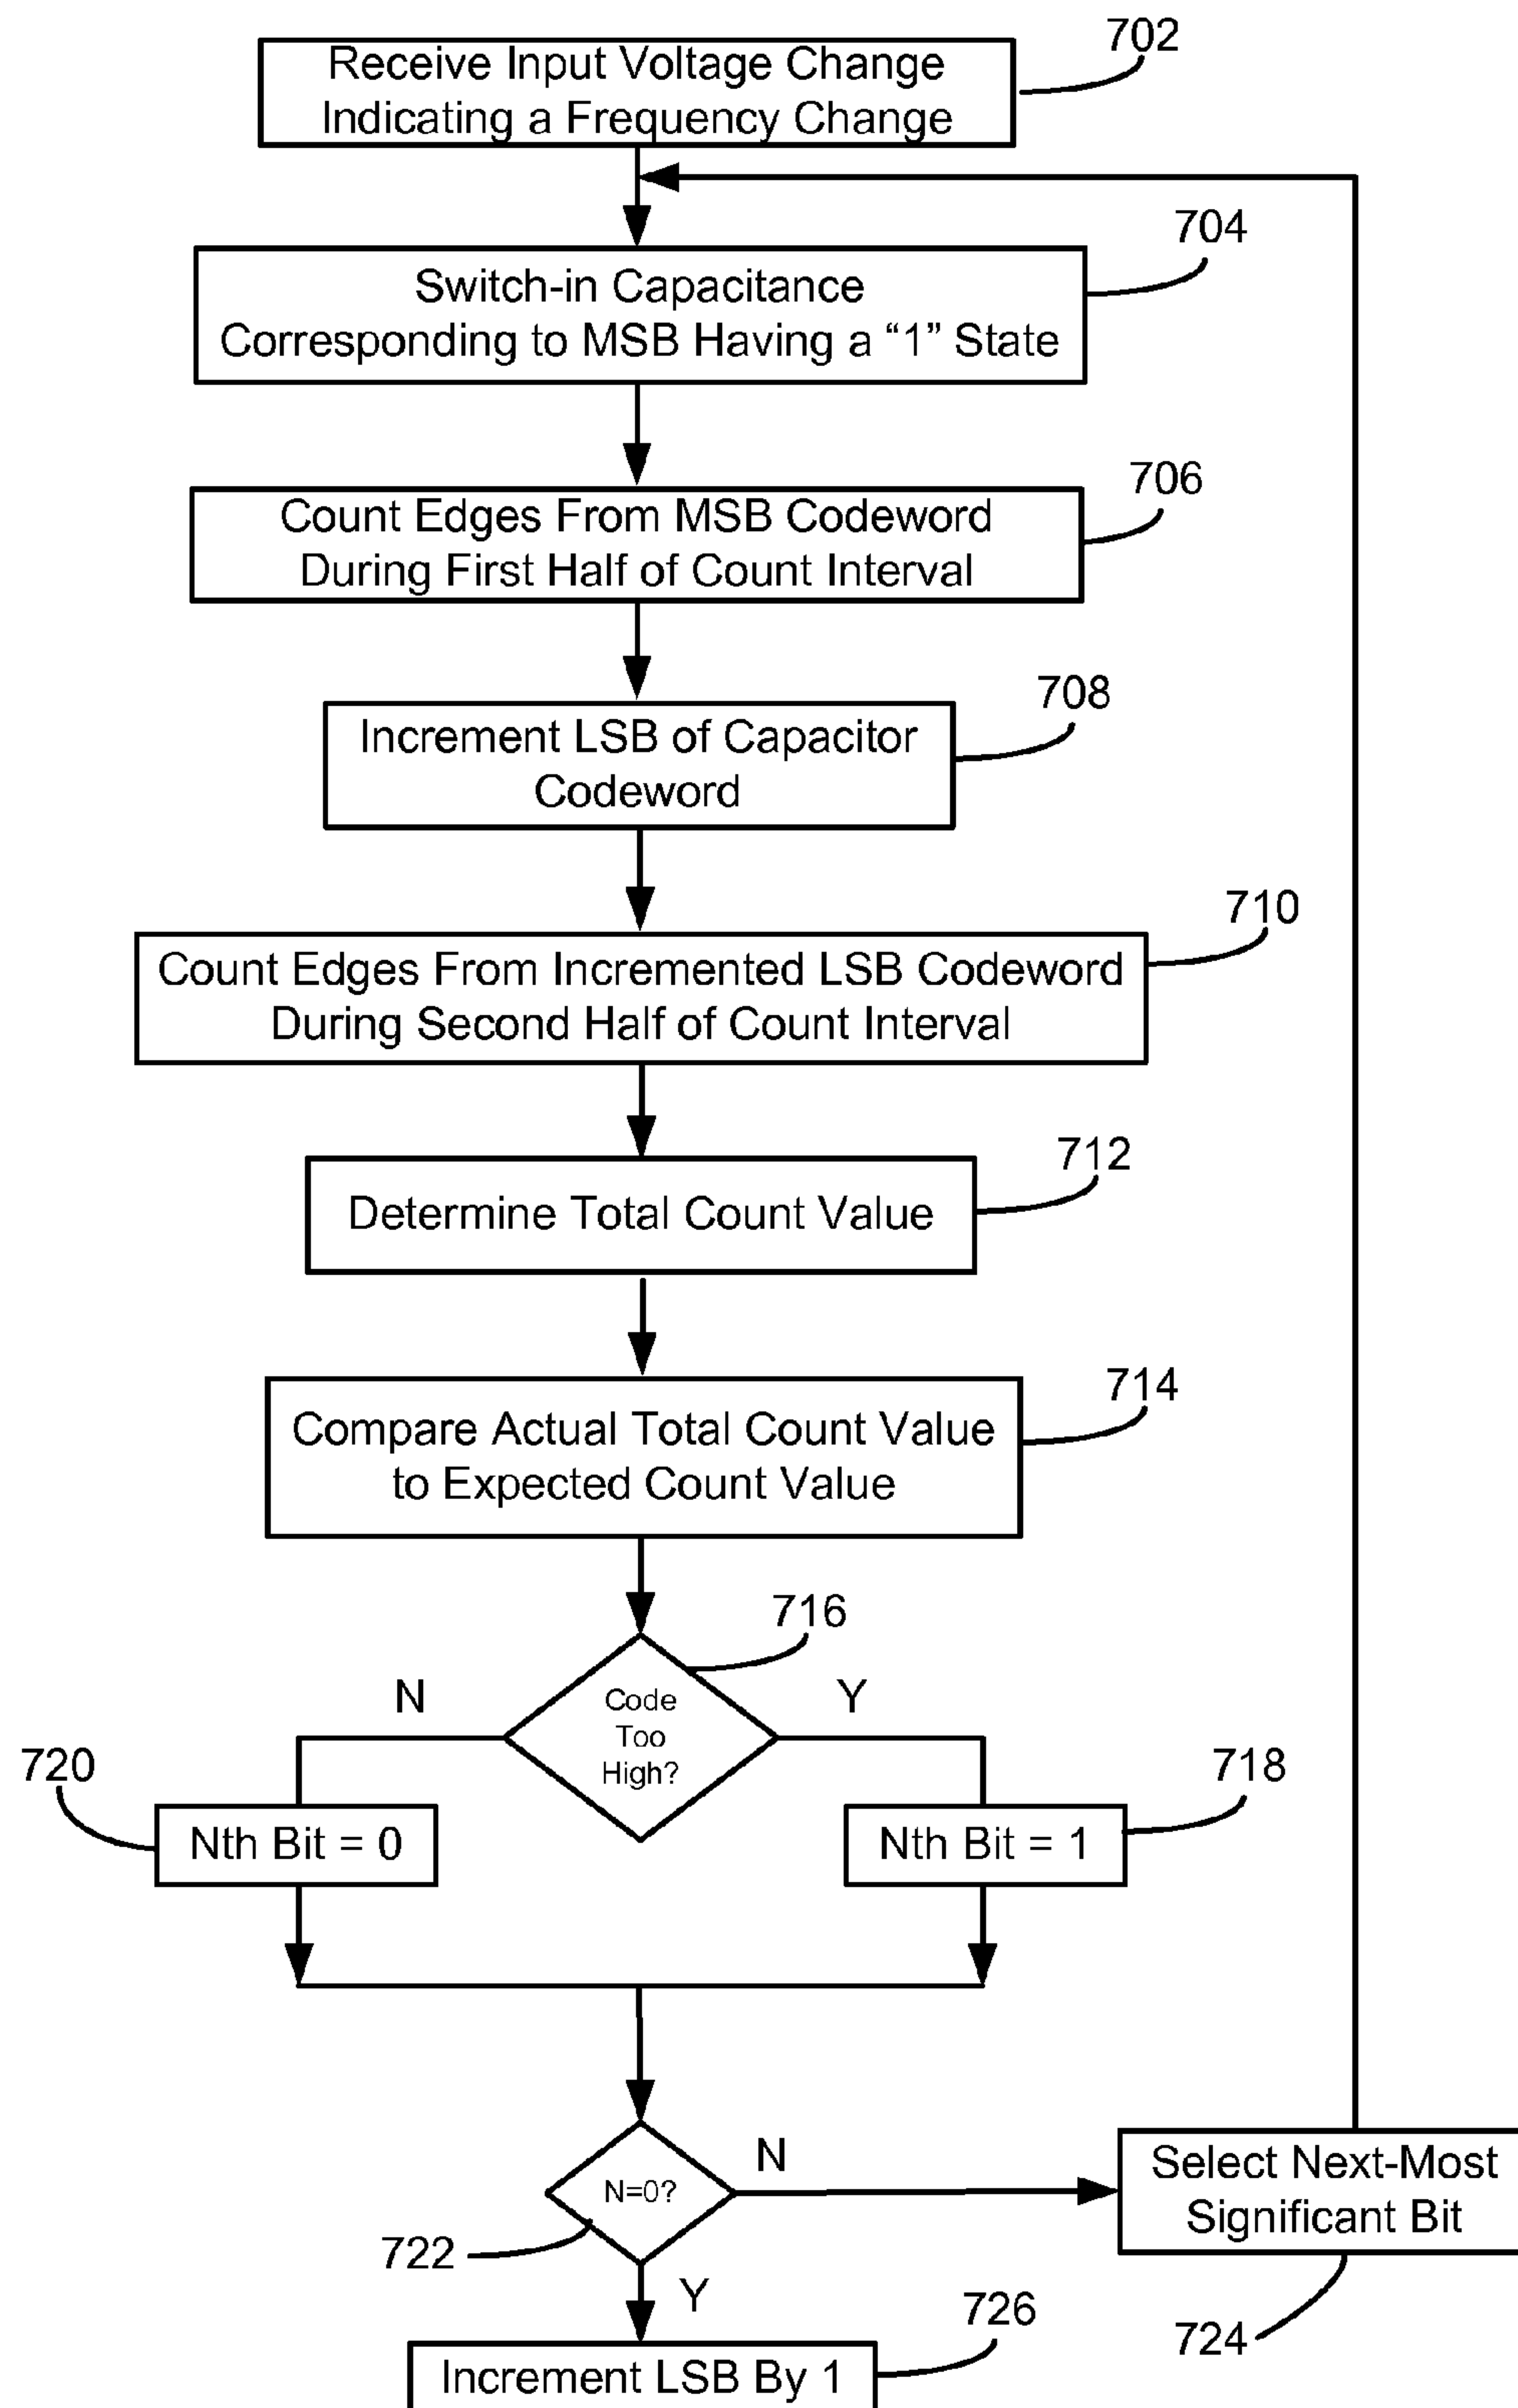 702
Receive Input Voltage Change
Indicating a Frequency Change
704
Switch-in Capacitance
Corresponding to MSB Having a “1” State
706
Count Edges From MSB Codeword
During First Half of Count Interval
708
Increment LSB of Capacitor
Codeword
710
Count Edges From Incremented LSB Codeword
During Second Half of Count Interval
712
Determine Total Count Value
714
Compare Actual Total Count Value
to Expected Count Value
716
N
Y
Code
Too
High?
720
718
Nth Bit = 0
Nth Bit = 1
N
N=0?
Select Next-Most
Significant Bit
722
Y
726
724
Increment LSB By 1